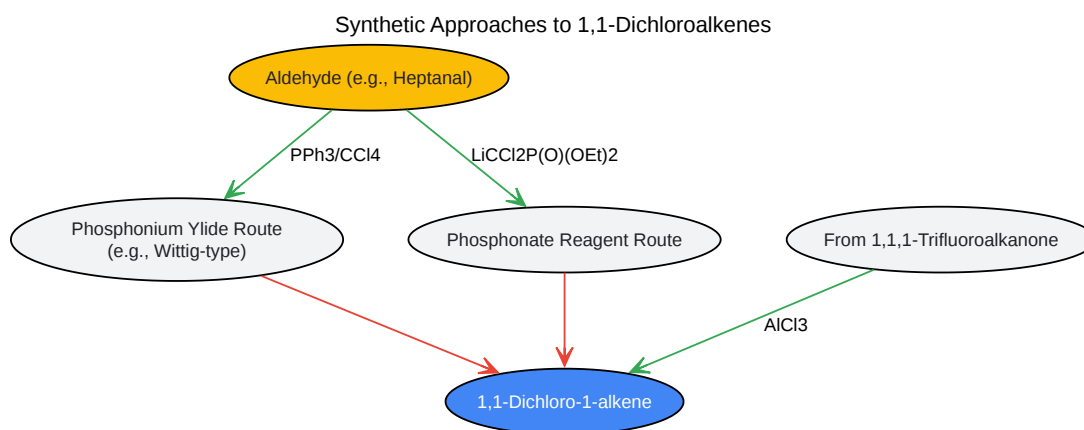 Synthetic Approaches to 1,1-Dichloroalkenes
Aldehyde (e.g., Heptanal)
PPh3/CCl4
LiCCl2P(O)(OEt)2
Phosphonium Ylide Route
(e.g., Wittig-type)
Phosphonate Reagent Route
From 1,1,1-Trifluoroalkanone
AlCl3
1,1-Dichloro-1-alkene